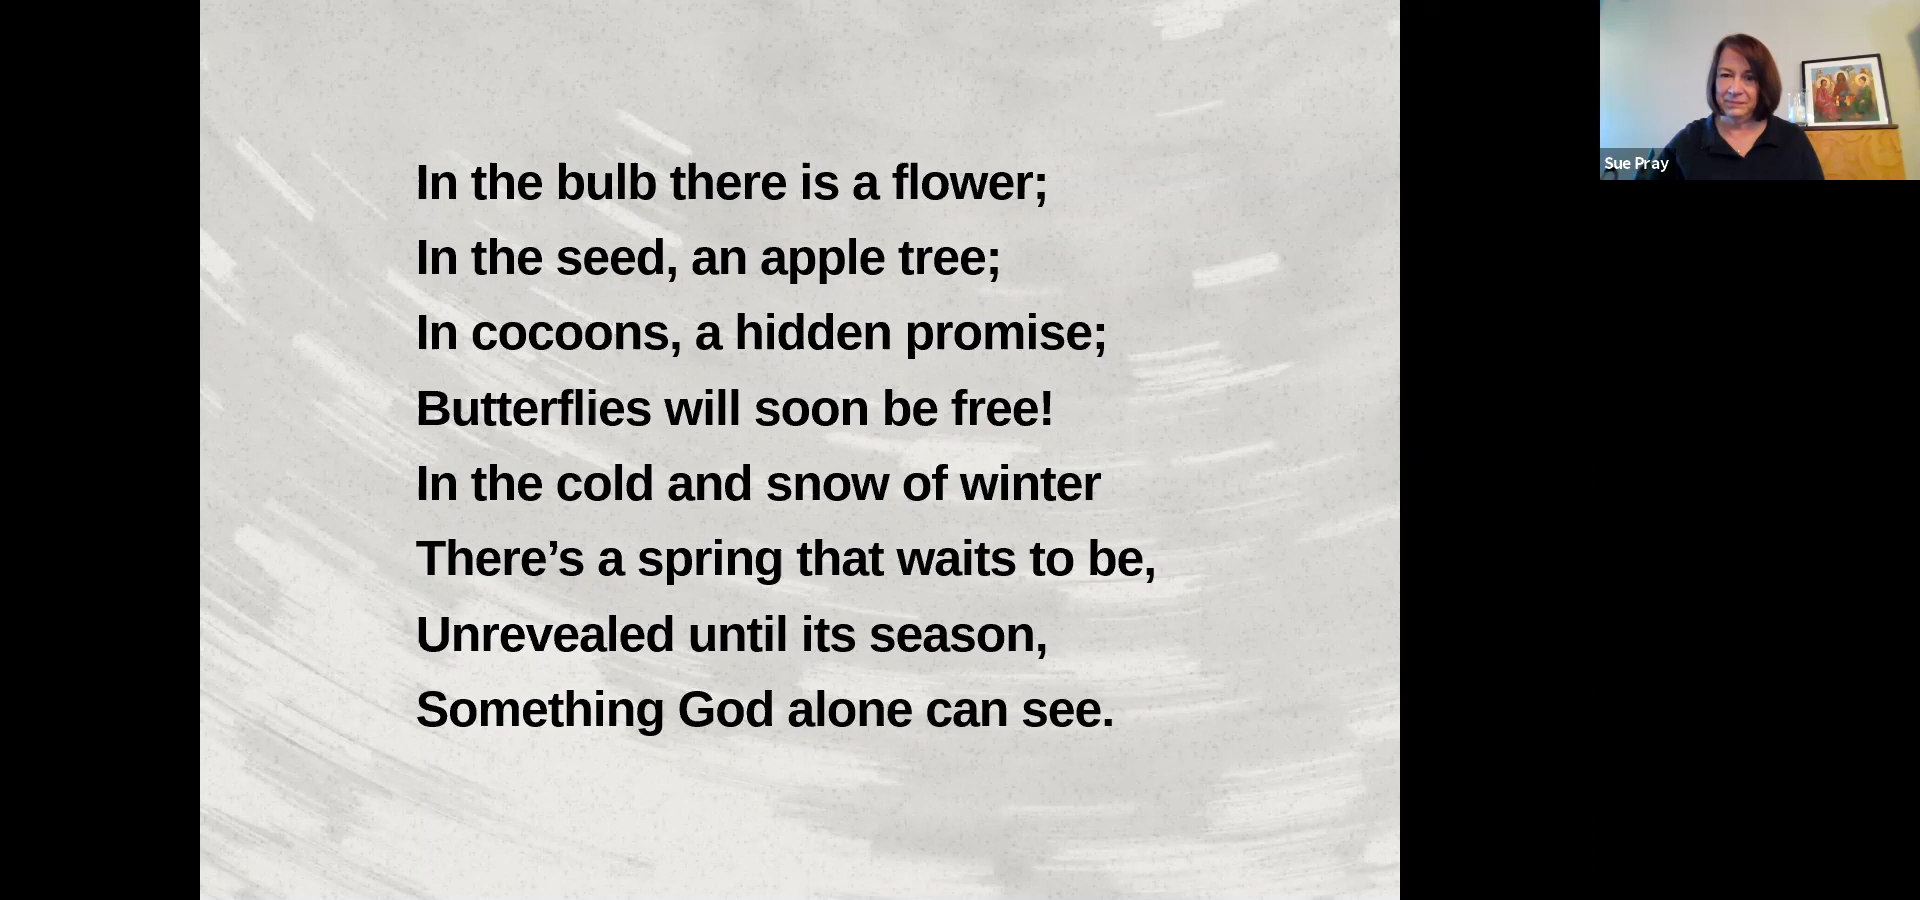 In the bulb there is a flower;
In the seed, an apple tree;
In cocoons, a hidden promise;
Butterflies will soon be free!
In the cold and snow of winter
There’s a spring that waits to be,
Unrevealed until its season,
Something God alone can see.
Sue Pray